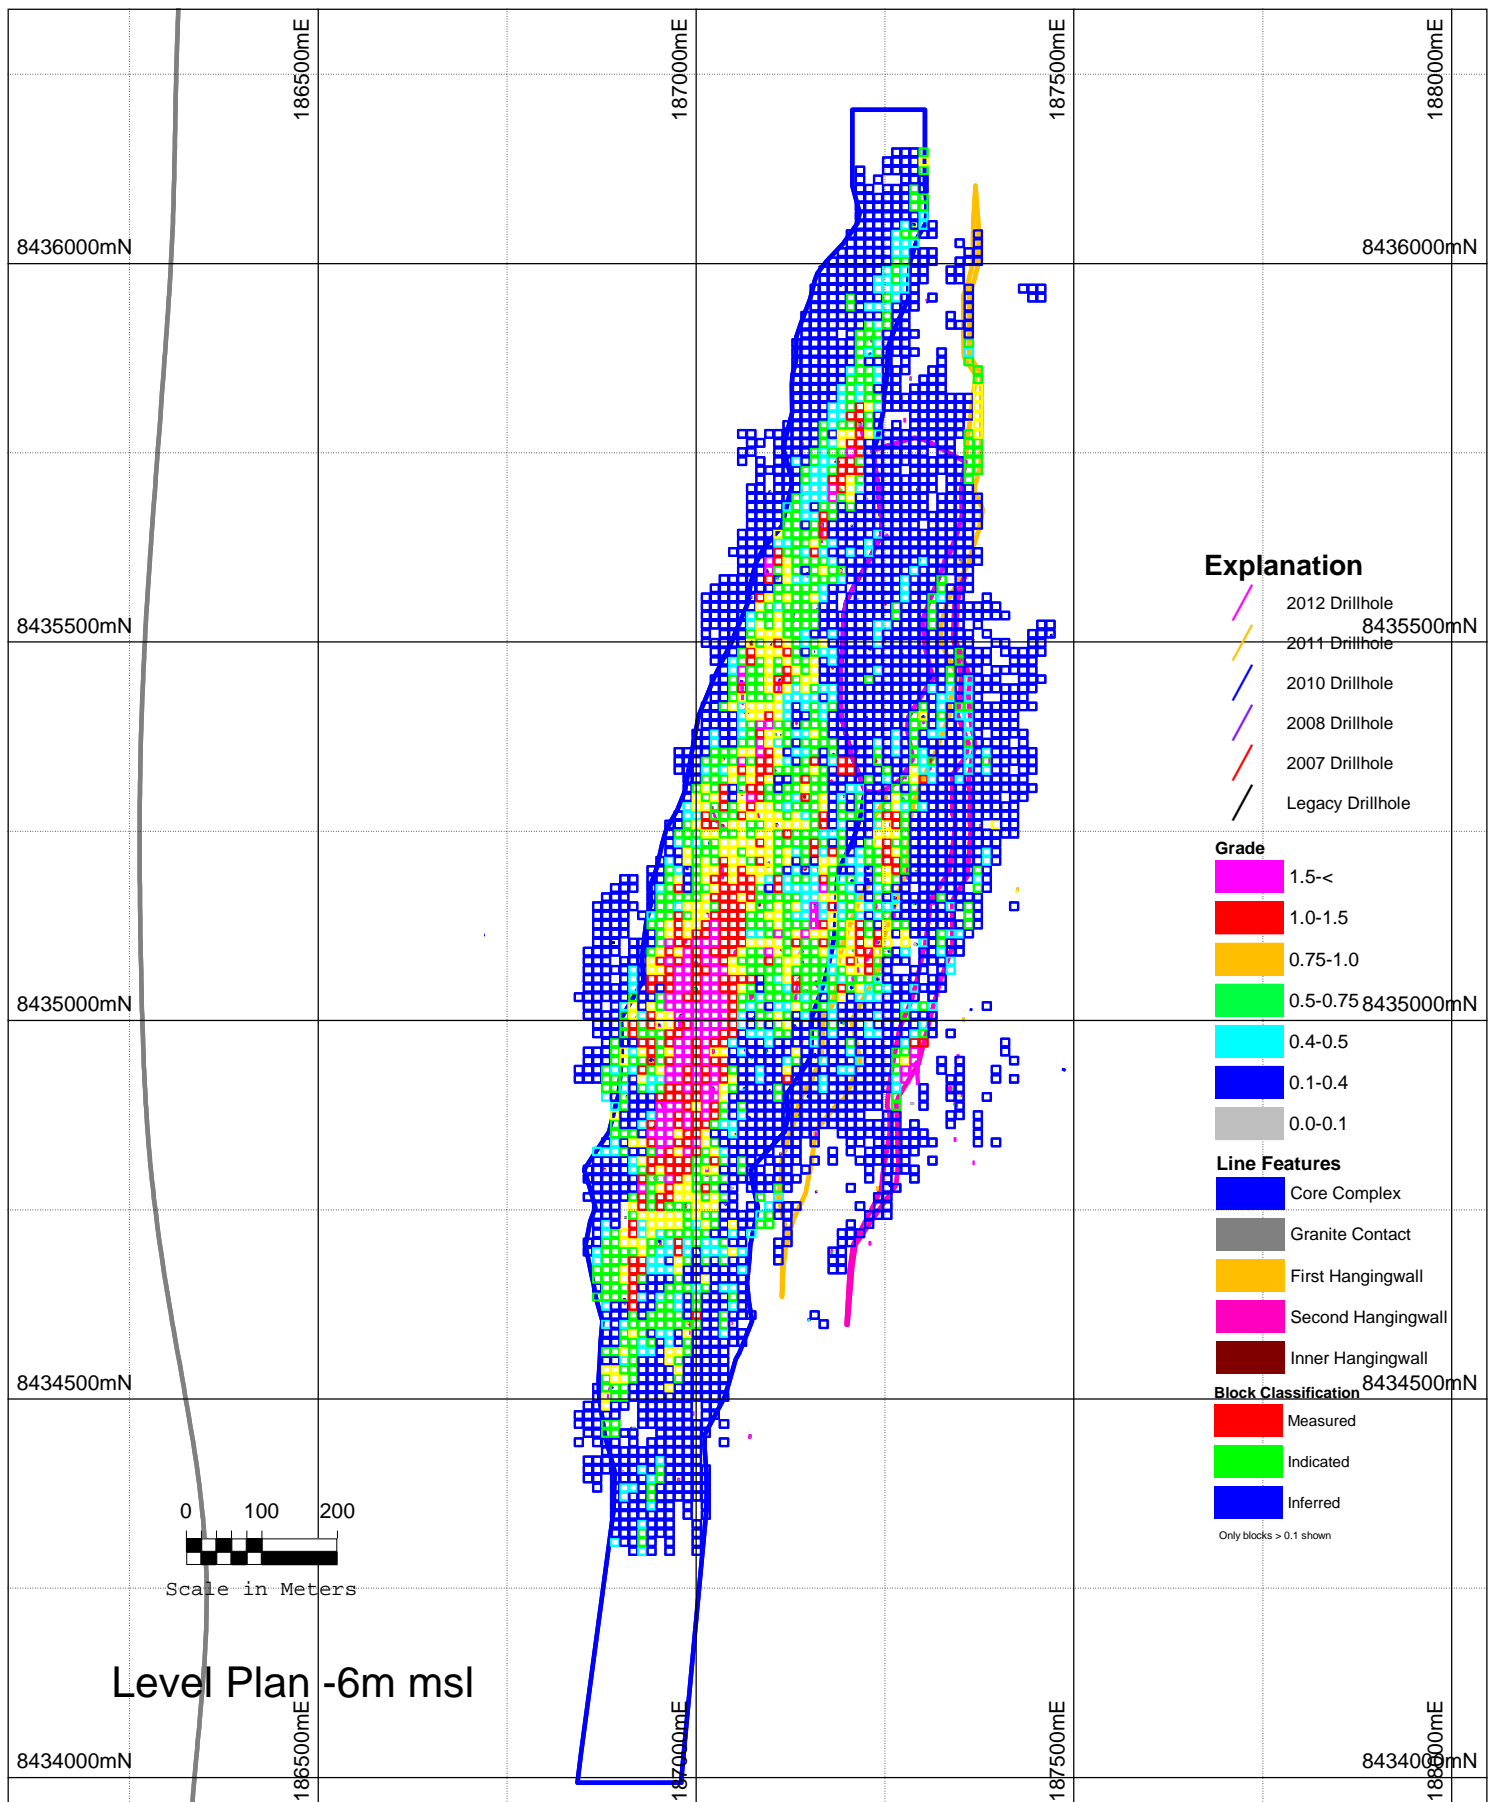 186500mE
187000mE
187500mE
188000mE
8436000mN
8436000mN
Explanation
2012 Drillhole
8435500mN
8435500mN
2011 Drillhole
2010 Drillhole
2008 Drillhole
2007 Drillhole
Legacy Drillhole
Grade
1.5-<
1.0-1.5
0.75-1.0
0.5-0.75
8435000mN
8435000mN
0.4-0.5
0.1-0.4
0.0-0.1
Line Features
Core Complex
Granite Contact
First Hangingwall
Second Hangingwall
Inner Hangingwall
8434500mN
8434500mN
Block Classification
Measured
Indicated
Inferred
Only blocks > 0.1 shown
0 100 200
Scale in Meters
Level Plan -6m msl
186500mE
187000mE
187500mE
188000mE
8434000mN
8434000mN